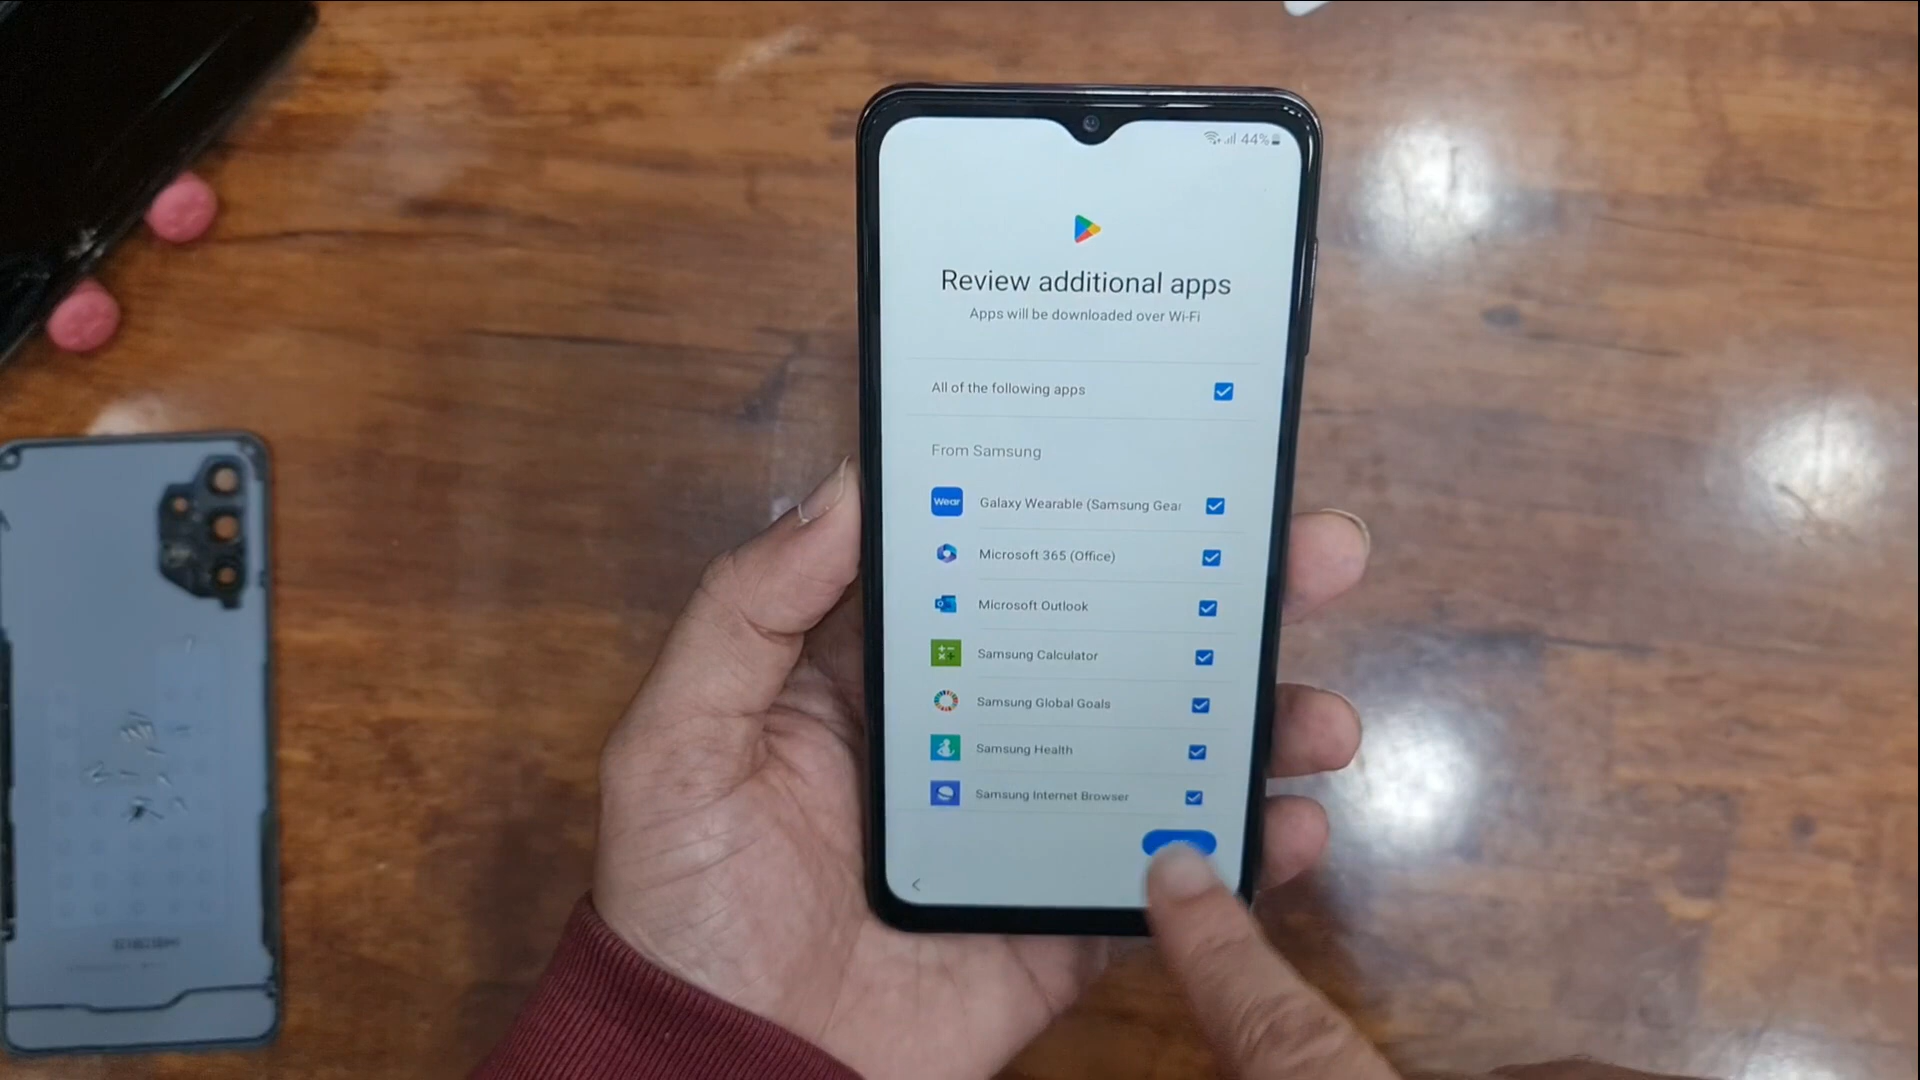 44%
Review additional apps
Apps will be downloaded over Wi-Fi
All of the following apps
From Samsung
Wear
Galaxy Wearable (Samsung Gear
Microsoft 365 (Office)
Microsoft Outlook
Samsung Calculator
Samsung Global Goals
Samsung Health
Samsung Internet Browser